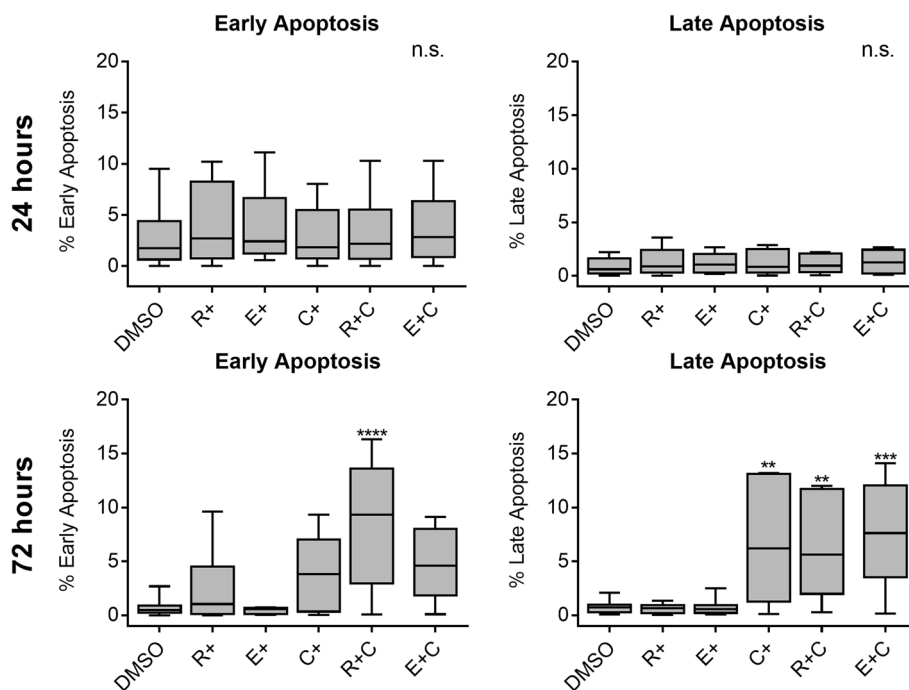 Early Apoptosis
n.s.
24 hours
% Early Apoptosis
20
15
10
5
0
DMSO
R+
E+
C+
R+C
E+C
Late Apoptosis
n.s.
% Late Apoptosis
20
15
10
5
0
DMSO
R+
E+
C+
R+C
E+C
Early Apoptosis
72 hours
% Early Apoptosis
20
15
10
5
0
****
DMSO
R+
E+
C+
R+C
E+C
Late Apoptosis
% Late Apoptosis
20
15
10
5
0
**
**
***
DMSO
R+
E+
C+
R+C
E+C